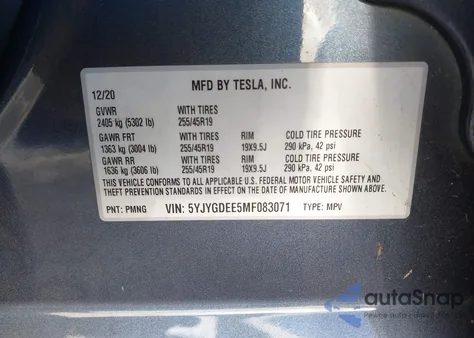 MFD BY TESLA, INC.
12/20
GVWR WITH TIRES
2405 kg (5302 lb) 255/45R19
GAWR FRT WITH TIRES RIM COLD TIRE PRESSURE
1363 kg (3004 lb) 255/45R19 19X9.5J 290 kPa, 42 psi
GAWR RR WITH TIRES RIM COLD TIRE PRESSURE
1636 kg (3606 lb) 255/45R19 19X9.5J 290 kPa, 42 psi
THIS VEHICLE CONFORMS TO ALL APPLICABLE U.S. FEDERAL MOTOR VEHICLE SAFETY AND
THEFT PREVENTION STANDARDS IN EFFECT ON THE DATE OF MANUFACTURE SHOWN ABOVE.
PNT: PMNG VIN: 5YJYGDEE5MF083071 TYPE: MPV
autoSnap
Pewne auto z